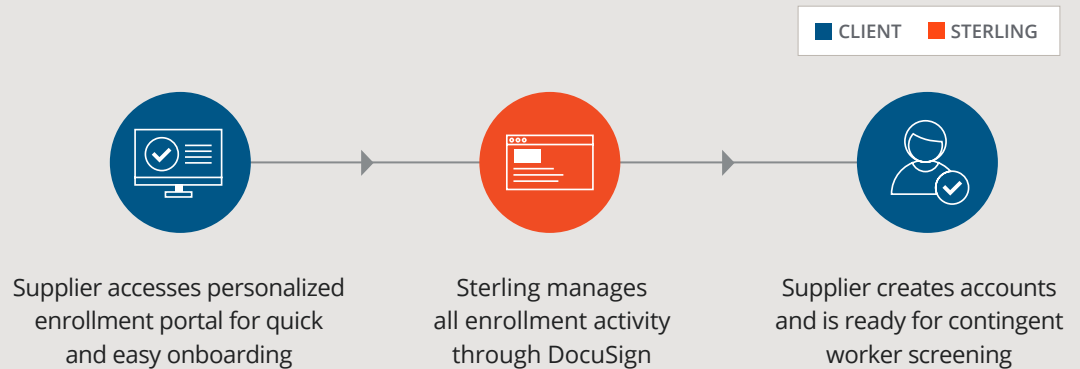 CLIENT STERLING
Supplier accesses personalized
enrollment portal for quick
and easy onboarding
Sterling manages
all enrollment activity
through DocuSign
Supplier creates accounts
and is ready for contingent
worker screening